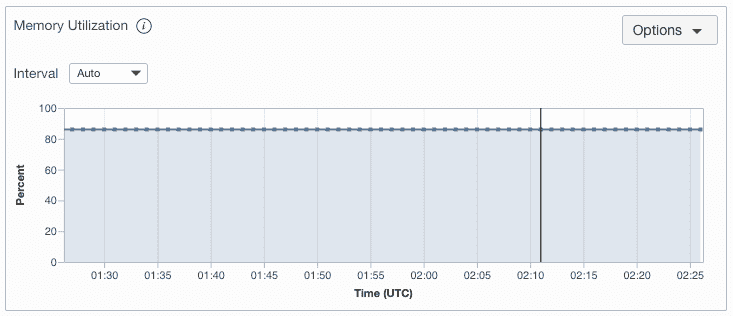 Memory Utilization i
Options
Interval Auto
100
80
60
40
20
0
Percent
01:30 01:35 01:40 01:45 01:50 01:55 02:00 02:05 02:10 02:15 02:20 02:25
Time (UTC)